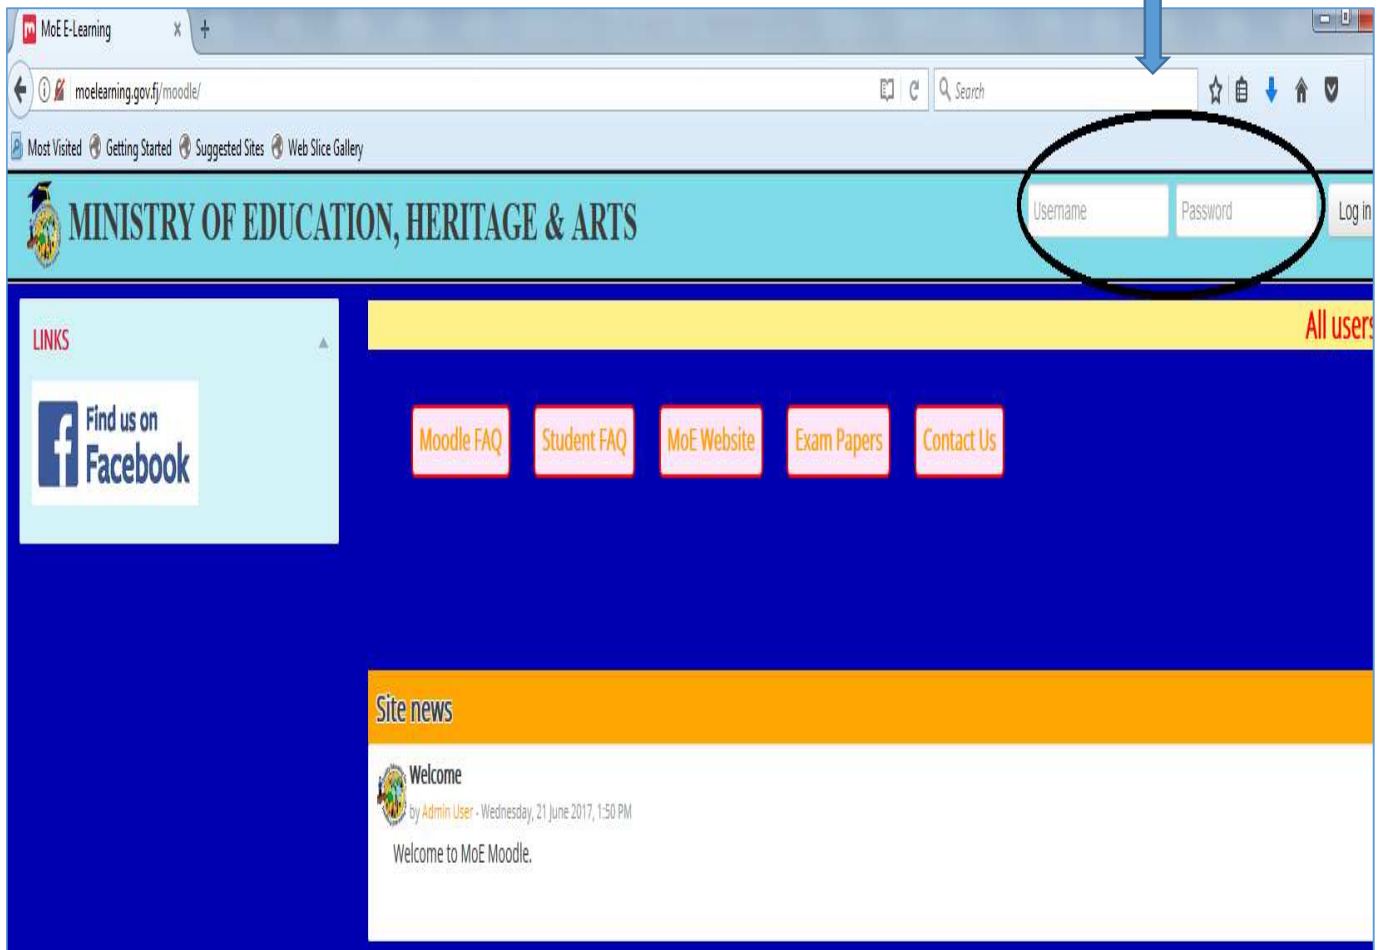 MoE E-Learning
moelearning.gov.fj/moodle/
Search
Most Visited Getting Started Suggested Sites Web Slice Gallery
MINISTRY OF EDUCATION, HERITAGE & ARTS
Username Password Log in
LINKS
All users
Find us on
Facebook
Moodle FAQ Student FAQ MoE Website Exam Papers Contact Us
Site news
Welcome
by Admin User - Wednesday, 21 June 2017, 1:50 PM
Welcome to MoE Moodle.